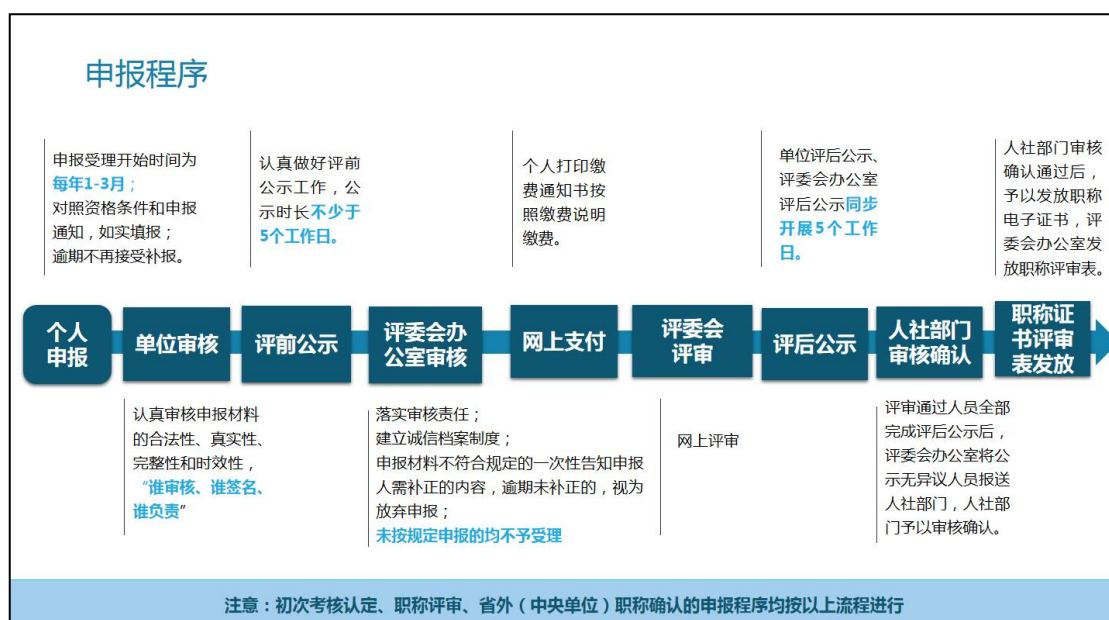 申报程序
申报受理开始时间为
每年1-3月；
对照资格条件和申报
通知，如实填报；
逾期不再接受补报。
认真做好评前
公示工作，公
示时长不少于
5个工作日。
个人打印缴
费通知书按
照缴费说明
缴费。
单位评后公示、
评委会办公室
评后公示同步
开展5个工作
日。
人社部门审核
确认通过后，
予以发放职称
电子证书，评
委会办公室发
放职称评审表。
个人
申报
单位审核
评前公示
评委会办
公室审核
网上支付
评委会
评审
评后公示
人社部门
审核确认
职称证
书评审
表发放
认真审核申报材料
的合法性、真实性、
完整性和时效性，
“谁审核、谁签名、
谁负责”
落实审核责任；
建立诚信档案制度；
申报材料不符合规定的一次性告知申报
人需补正的内容，逾期未补正的，视为
放弃申报；
未按规定申报的均不予受理
网上评审
评审通过人员全部
完成评后公示后，
评委会办公室将公
示无异议人员报送
人社部门，人社部
门予以审核确认。
注意：初次考核认定、职称评审、省外（中央单位）职称确认的申报程序均按以上流程进行